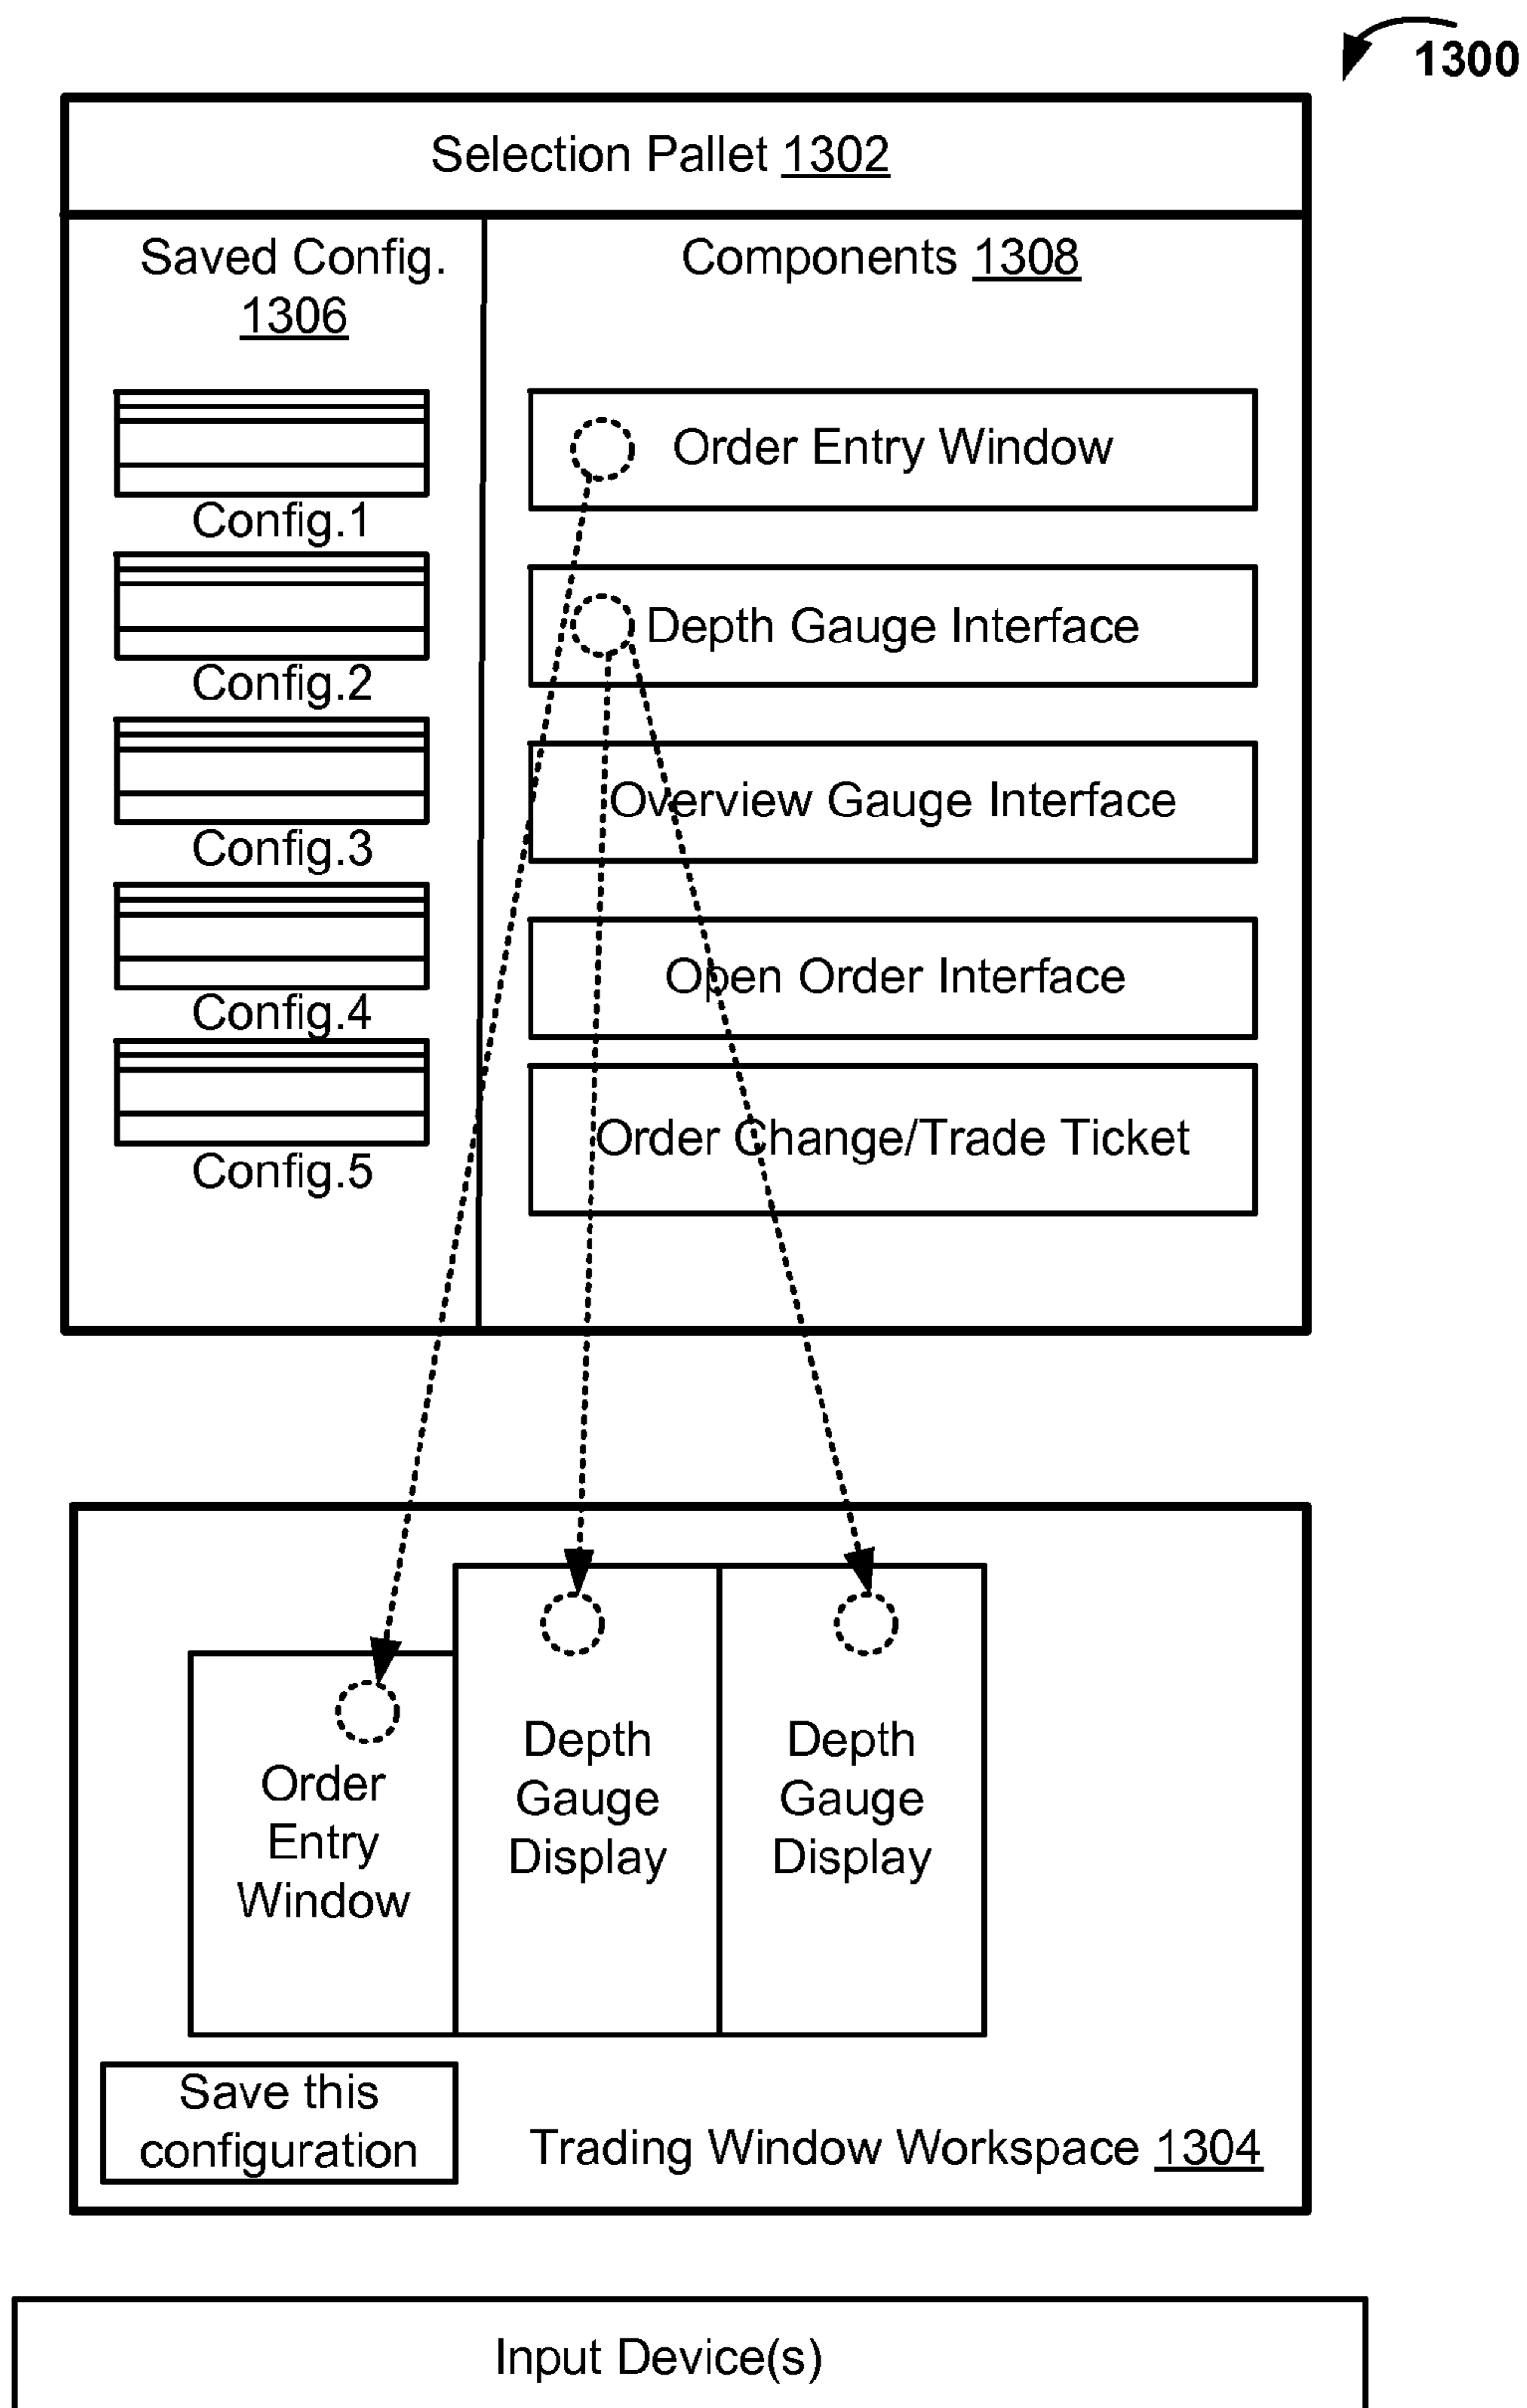 1300
Selection Pallet 1302
Saved Config.
1306
Config.1
Config.2
Config.3
Config.4
Config.5
Components 1308
Order Entry Window
Depth Gauge Interface
Overview Gauge Interface
Open Order Interface
Order Change/Trade Ticket
Order
Entry
Window
Depth
Gauge
Display
Depth
Gauge
Display
Save this
configuration
Trading Window Workspace 1304
Input Device(s)